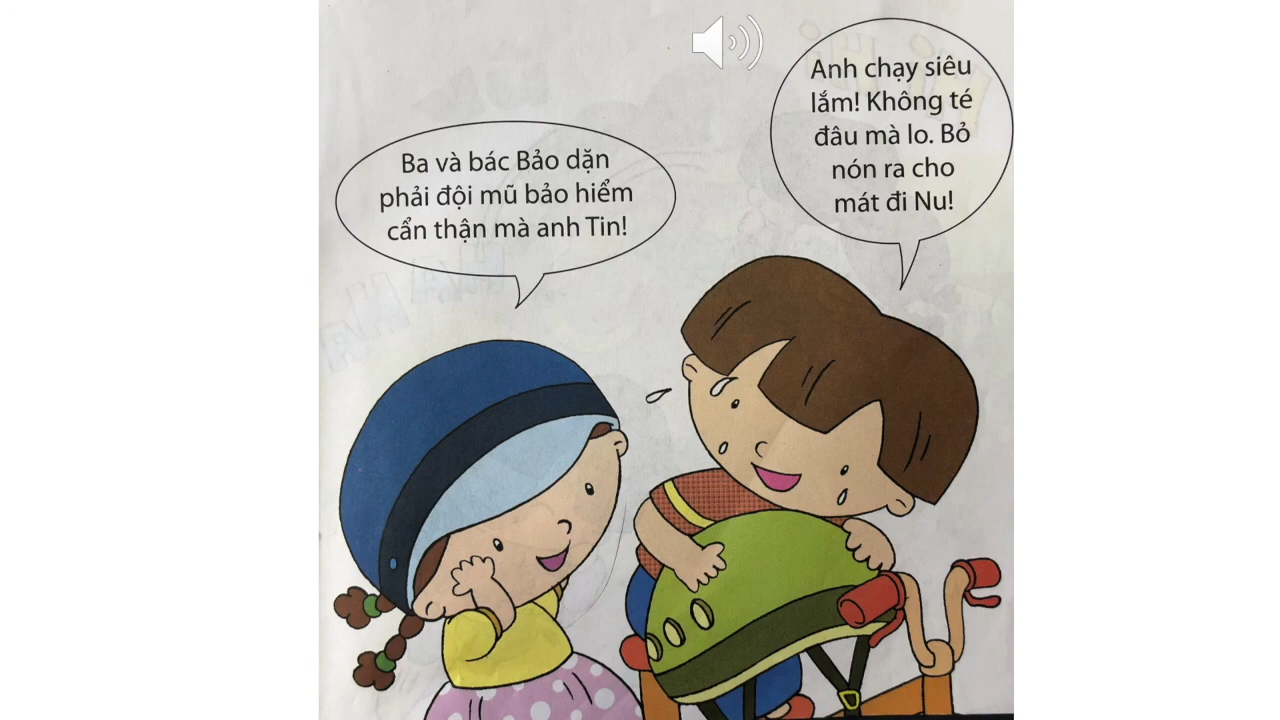 Ba và bác Bảo dặn
phải đội mũ bảo hiểm
cẩn thận mà anh Tin!
Anh chạy siêu
lắm! Không té
đâu mà lo. Bỏ
nón ra cho
mát đi Nu!